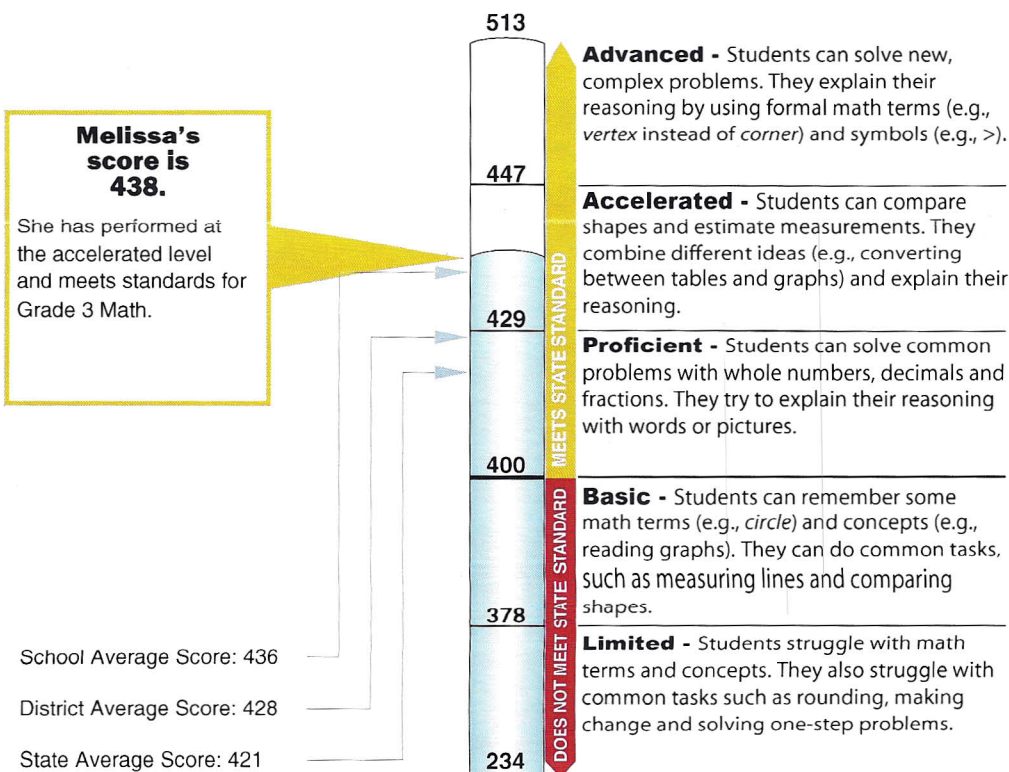 513
Advanced - Students can solve new,
complex problems. They explain their
reasoning by using formal math terms (e.g.,
vertex instead of corner) and symbols (e.g., >).
Melissa's
score is
438.
She has performed at
the accelerated level
and meets standards for
Grade 3 Math.
447
Accelerated - Students can compare
shapes and estimate measurements. They
combine different ideas (e.g., converting
between tables and graphs) and explain their
reasoning.
429
Proficient - Students can solve common
problems with whole numbers, decimals and
fractions. They try to explain their reasoning
with words or pictures.
MEETS STATE STANDARD
400
Basic - Students can remember some
math terms (e.g., circle) and concepts (e.g.,
reading graphs). They can do common tasks,
such as measuring lines and comparing
shapes.
378
Limited - Students struggle with math
terms and concepts. They also struggle with
common tasks such as rounding, making
change and solving one-step problems.
DOES NOT MEET STATE STANDARD
234
School Average Score: 436
District Average Score: 428
State Average Score: 421